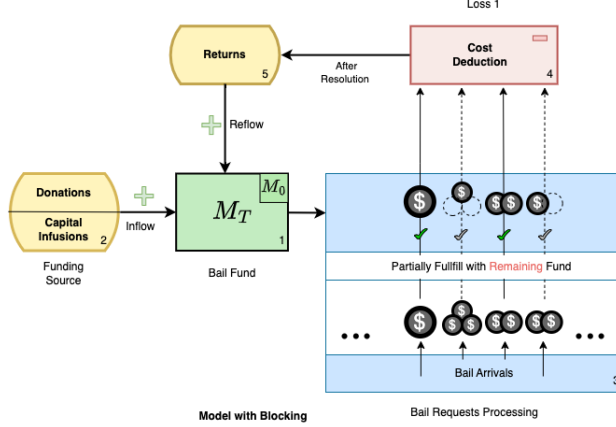 Loss 1
Returns
5
After
Resolution
Cost
Deduction
4
Reflow
Donations
Capital
Infusions
2
Inflow
M_0
M_T
1
Funding
Source
Bail Fund
$ $ $ $ $
Partially Fullfill with Remaining Fund
$ $ $ $ $ $ $ $
Bail Arrivals
3
Model with Blocking
Bail Requests Processing